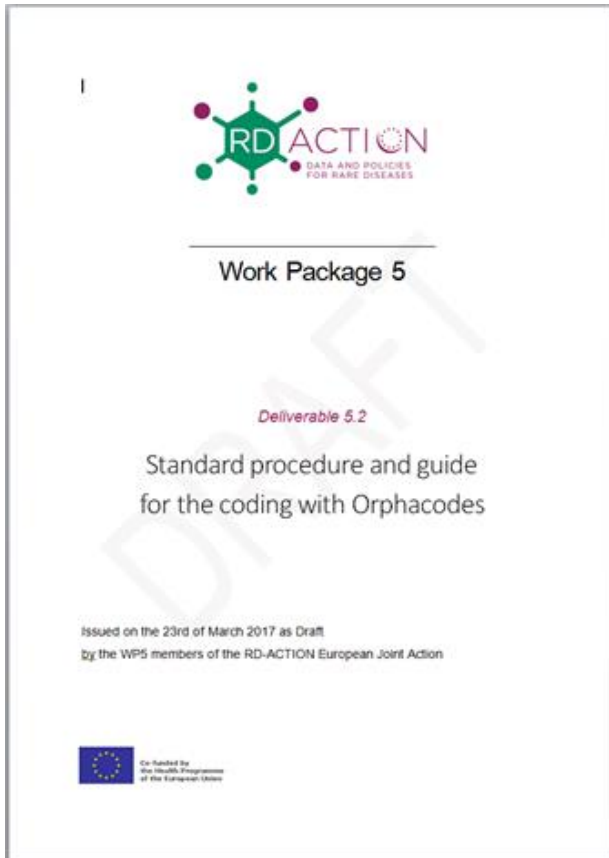 RD ACTION
DATA AND POLICIES
FOR RARE DISEASES
Work Package 5
DRAFT
Deliverable 5.2
Standard procedure and guide
for the coding with Orphacodes
Issued on the 23rd of March 2017 as Draft
by the WP5 members of the RD-ACTION European Joint Action
Co-funded by
the Health Programme
of the European Union